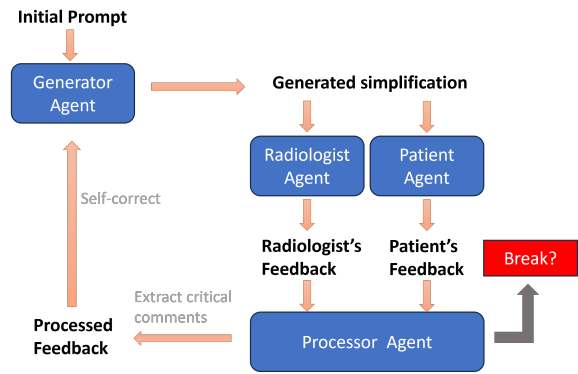 Initial Prompt
Generator
Agent
Generated simplification
Radiologist
Agent
Patient
Agent
Self-correct
Radiologist's
Feedback
Patient's
Feedback
Break?
Extract critical
comments
Processed
Feedback
Processor Agent